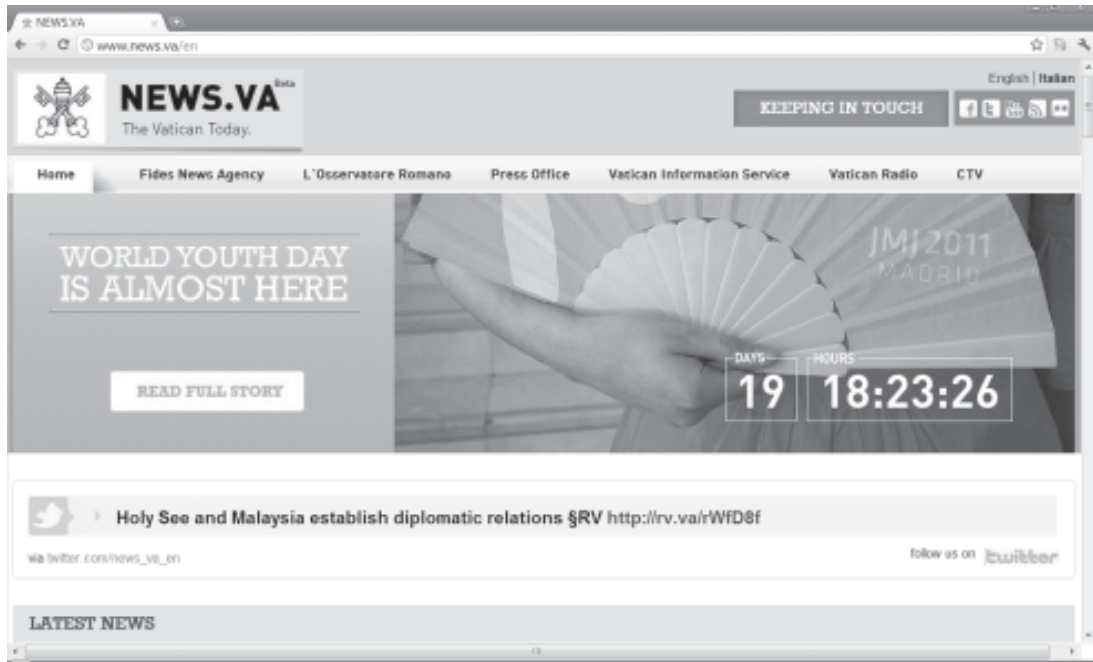 NEWS.VA
www.news.va/en
English | Italian
NEWS.VA Beta
The Vatican Today.
KEEPING IN TOUCH
Home Fides News Agency L'Osservatore Romano Press Office Vatican Information Service Vatican Radio CTV
WORLD YOUTH DAY
IS ALMOST HERE
JMJ 2011
MADRID
READ FULL STORY
DAYS HOURS
19 18:23:26
Holy See and Malaysia establish diplomatic relations §RV http://rv.va/rWfD8f
via twitter.com/news_va_en
follow us on twitter
LATEST NEWS